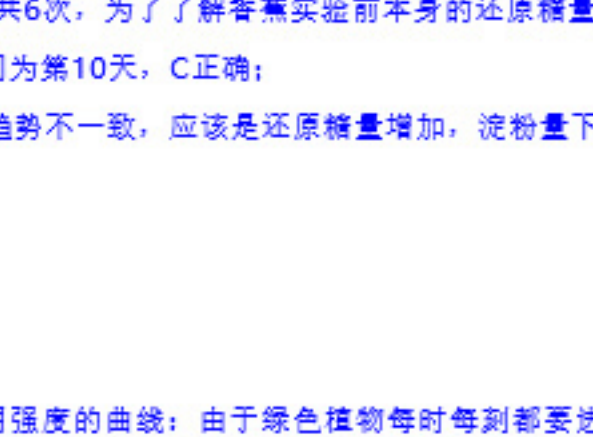 共6次，为了了解香蕉实验前本身的还原糖量
为第10天，C正确；
趋势不一致，应该是还原糖量增加，淀粉量下
强度的曲线：由于绿色植物每时每刻都要进